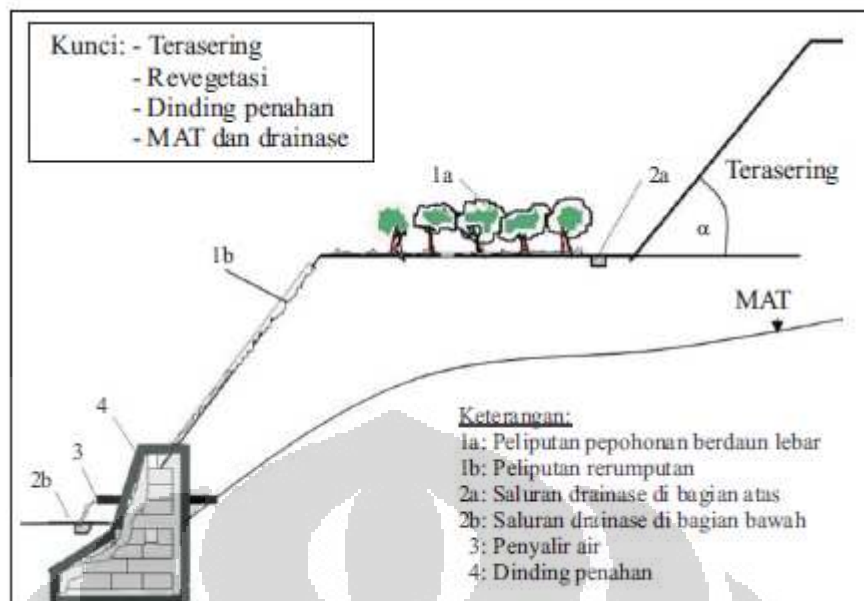 Kunci: - Terasering
- Revegetasi
- Dinding penahan
- MAT dan drainase
1a
2a
Terasering
α
1b
MAT
4
3
2b
Keterangan:
1a: Peliputan pepohonan berdaun lebar
1b: Peliputan rerumputan
2a: Saluran drainase di bagian atas
2b: Saluran drainase di bagian bawah
3: Penyalir air
4: Dinding penahan